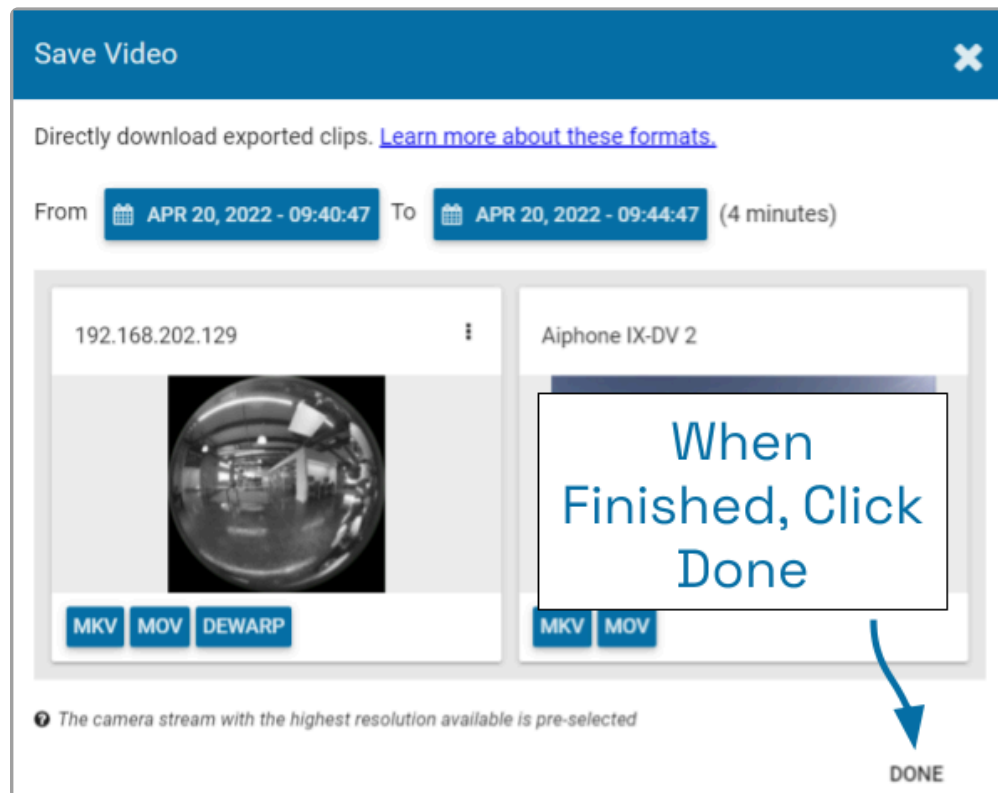 Save Video
Directly download exported clips. Learn more about these formats.
From APR 20, 2022 - 09:40:47 To APR 20, 2022 - 09:44:47 (4 minutes)
192.168.202.129
Aiphone IX-DV 2
When
Finished, Click
Done
MKV MOV DEWARP
MKV MOV
The camera stream with the highest resolution available is pre-selected
DONE